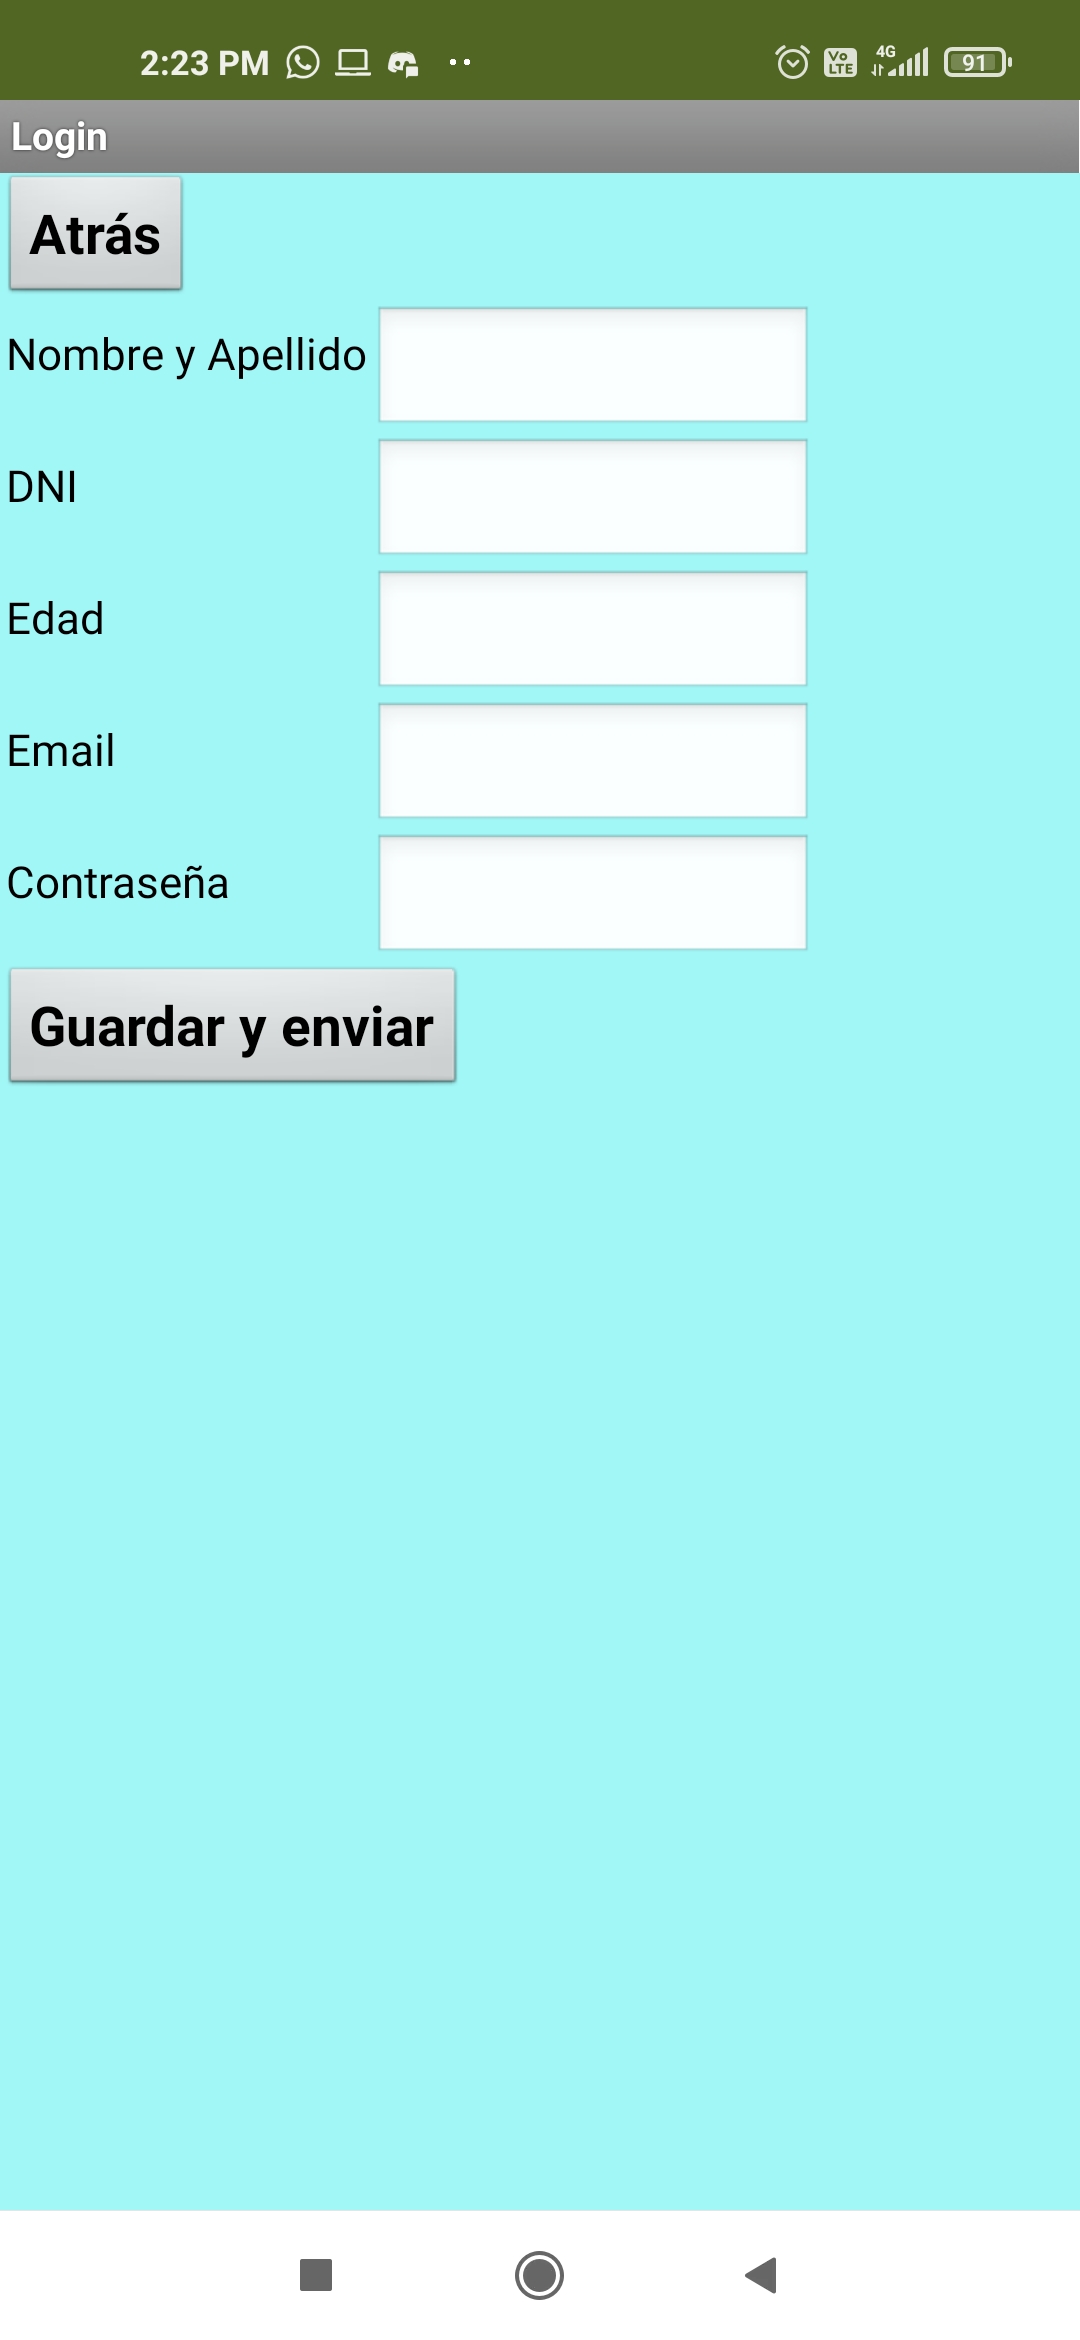 2:23 PM
Vo LTE
4G
91
Login
Atrás
Nombre y Apellido
DNI
Edad
Email
Contraseña
Guardar y enviar